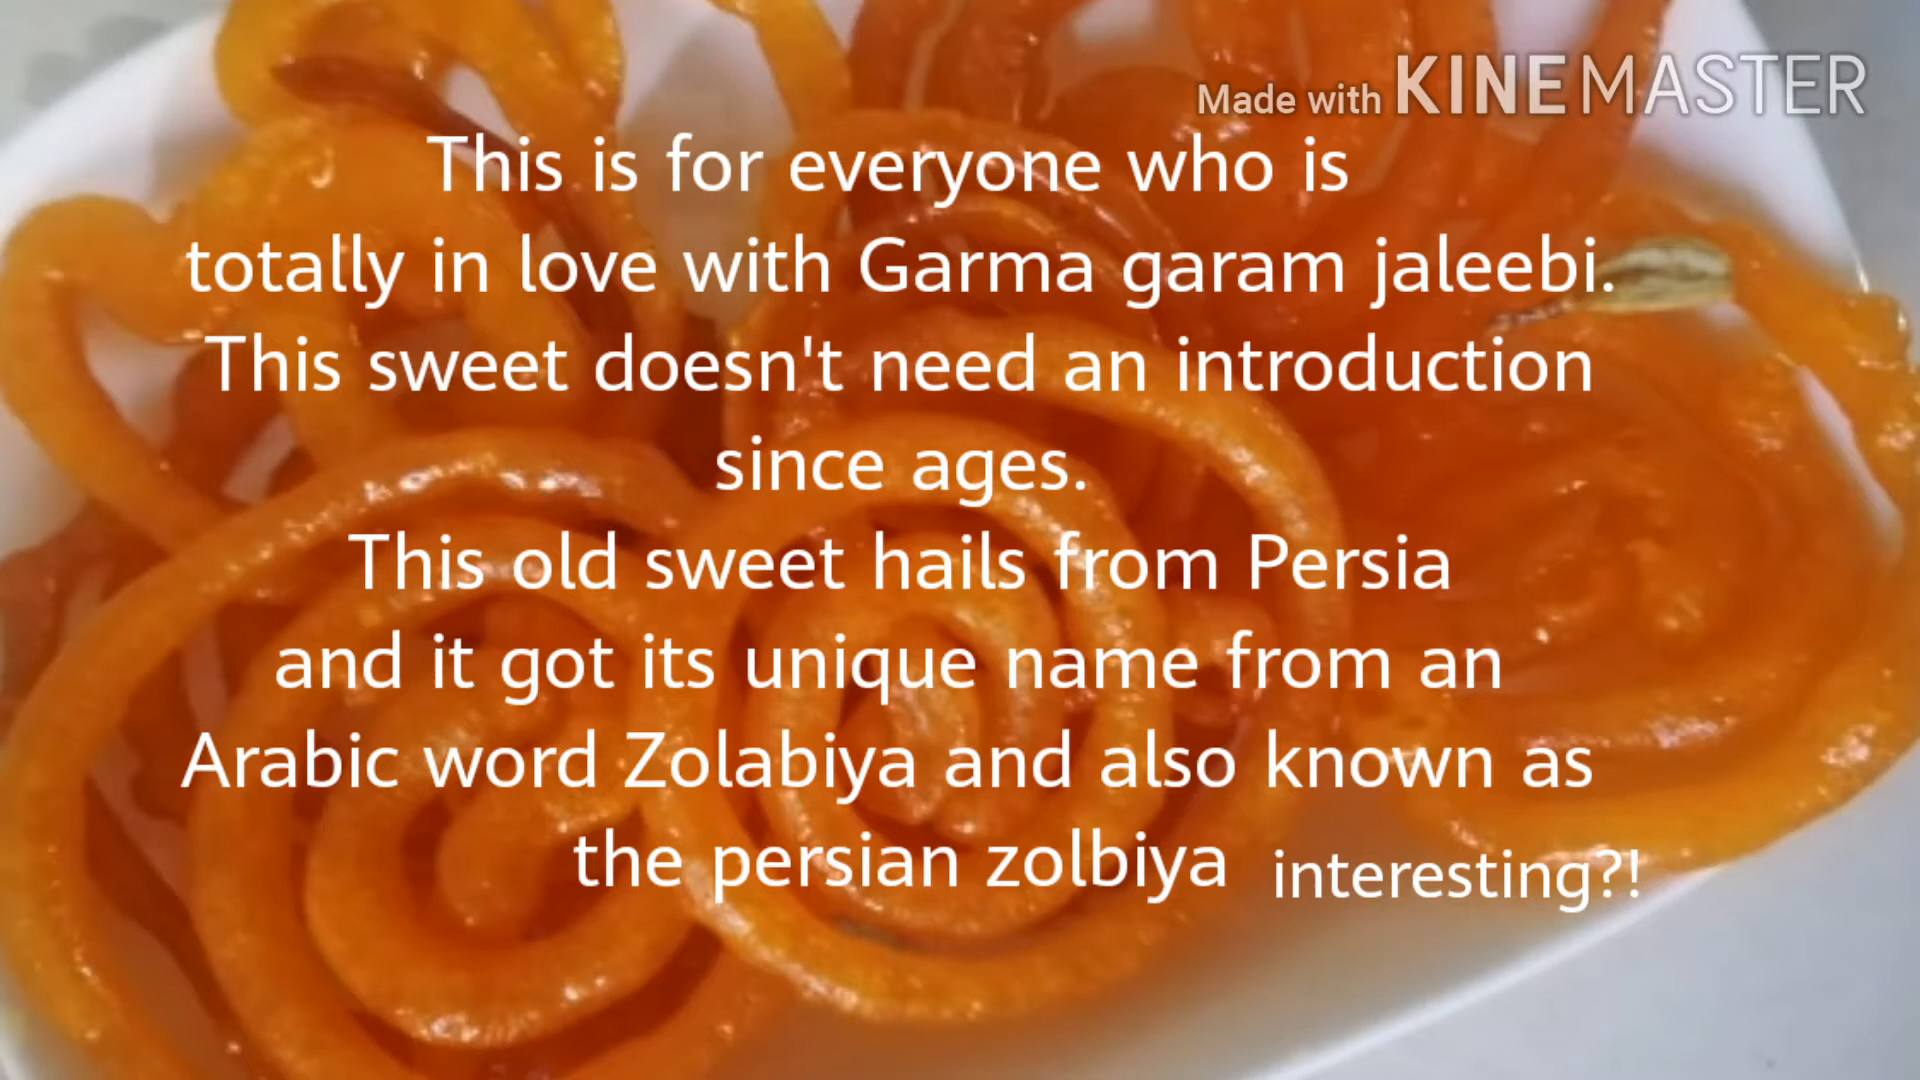 Made with KINEMASTER
This is for everyone who is
totally in love with Garma garam jaleebi.
This sweet doesn't need an introduction
since ages.
This old sweet hails from Persia
and it got its unique name from an
Arabic word Zolabiya and also known as
the persian zolbiya interesting?!